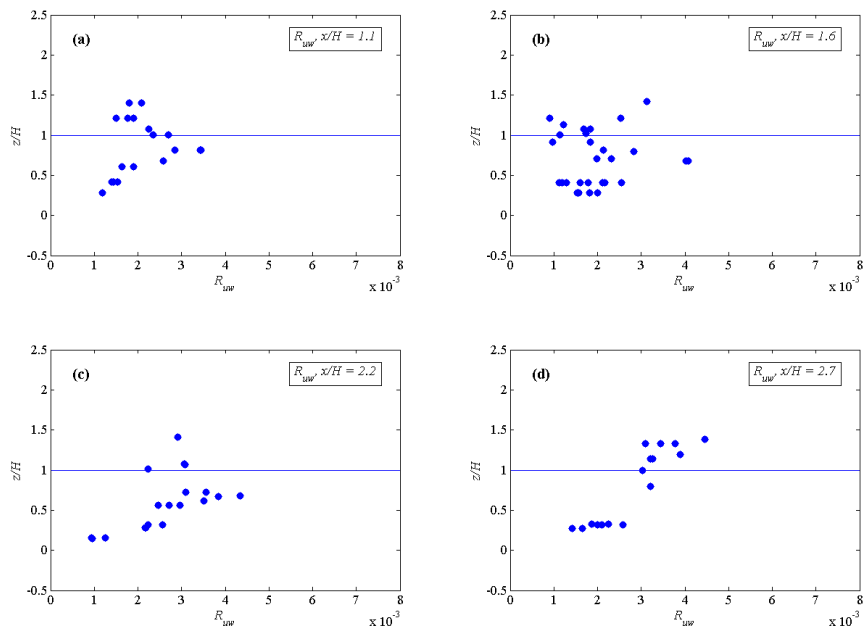 (a)
R_uw, x/H = 1.1
2.5
2
1.5
1
0.5
0
-0.5
z/H
0 1 2 3 4 5 6 7 8
R_uw
x 10^-3
(b)
R_uw, x/H = 1.6
2.5
2
1.5
1
0.5
0
-0.5
z/H
0 1 2 3 4 5 6 7 8
R_uw
x 10^-3
(c)
R_uw, x/H = 2.2
2.5
2
1.5
1
0.5
0
-0.5
z/H
0 1 2 3 4 5 6 7 8
R_uw
x 10^-3
(d)
R_uw, x/H = 2.7
2.5
2
1.5
1
0.5
0
-0.5
z/H
0 1 2 3 4 5 6 7 8
R_uw
x 10^-3